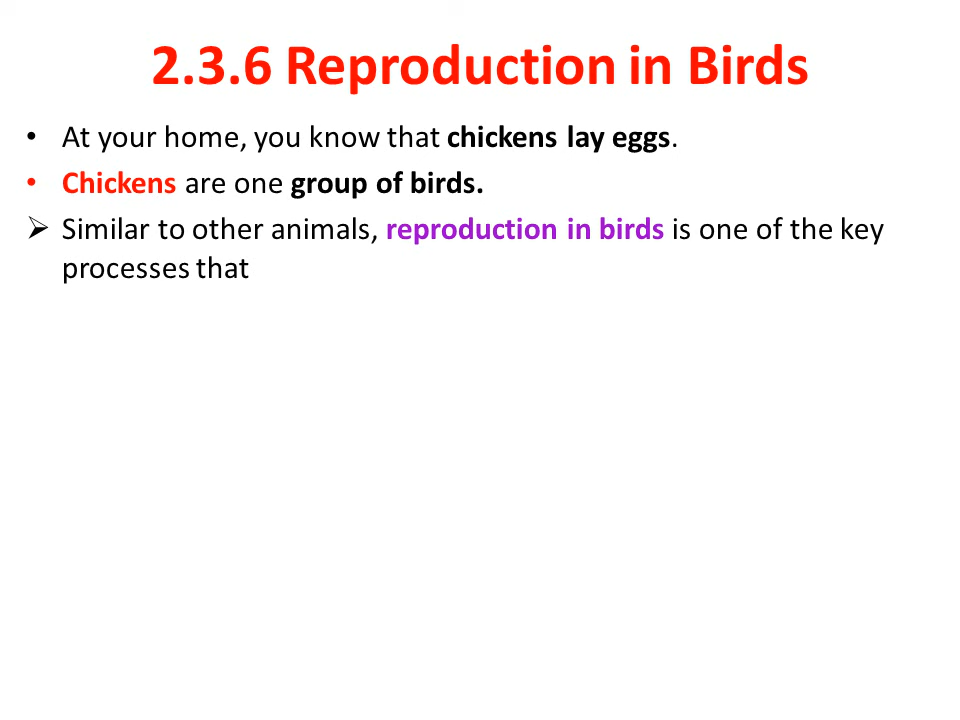 2.3.6 Reproduction in Birds
• At your home, you know that chickens lay eggs.
• Chickens are one group of birds.
➢ Similar to other animals, reproduction in birds is one of the key
processes that